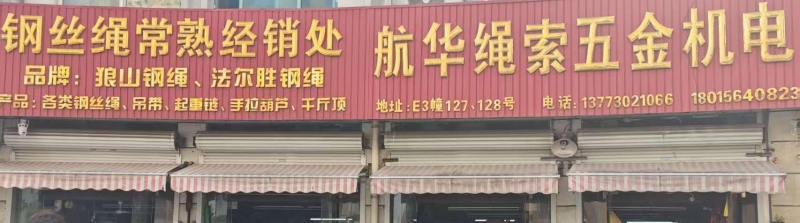 钢丝绳常熟经销处
品牌：狼山钢绳、法尔胜钢绳
产品：各类钢丝绳、吊带、起重链、手拉葫芦、千斤顶
航华绳索五金机电
地址：E3幢127、128号 电话：13773021066 18015640823